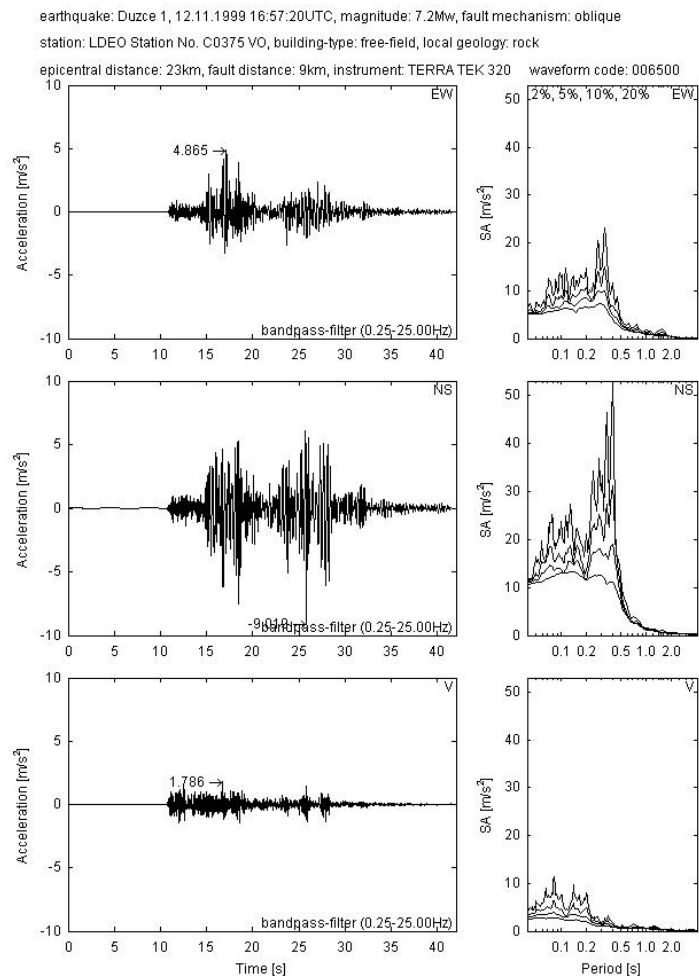 earthquake: Duzce 1, 12.11.1999 16:57:20UTC, magnitude: 7.2Mw, fault mechanism: oblique
station: LDEO Station No. C0375 VO, building-type: free-field, local geology: rock
epicentral distance: 23km, fault distance: 9km, instrument: TERRA TEK 320 waveform code: 006500
10
EW
5
4.865
0
-5
-10
Acceleration [m/s²]
bandpass-filter (0.25-25.00Hz)
0 5 10 15 20 25 30 35 40
2%, 5%, 10%, 20% EW
50
40
30
20
10
0
SA [m/s²]
0.1 0.2 0.5 1.0 2.0
10
NS
5
0
-5
-10
Acceleration [m/s²]
-9.010
bandpass-filter (0.25-25.00Hz)
0 5 10 15 20 25 30 35 40
NS
50
40
30
20
10
0
SA [m/s²]
0.1 0.2 0.5 1.0 2.0
10
V
5
1.786
0
-5
-10
Acceleration [m/s²]
bandpass-filter (0.25-25.00Hz)
0 5 10 15 20 25 30 35 40
Time [s]
V
50
40
30
20
10
0
SA [m/s²]
0.1 0.2 0.5 1.0 2.0
Period [s]